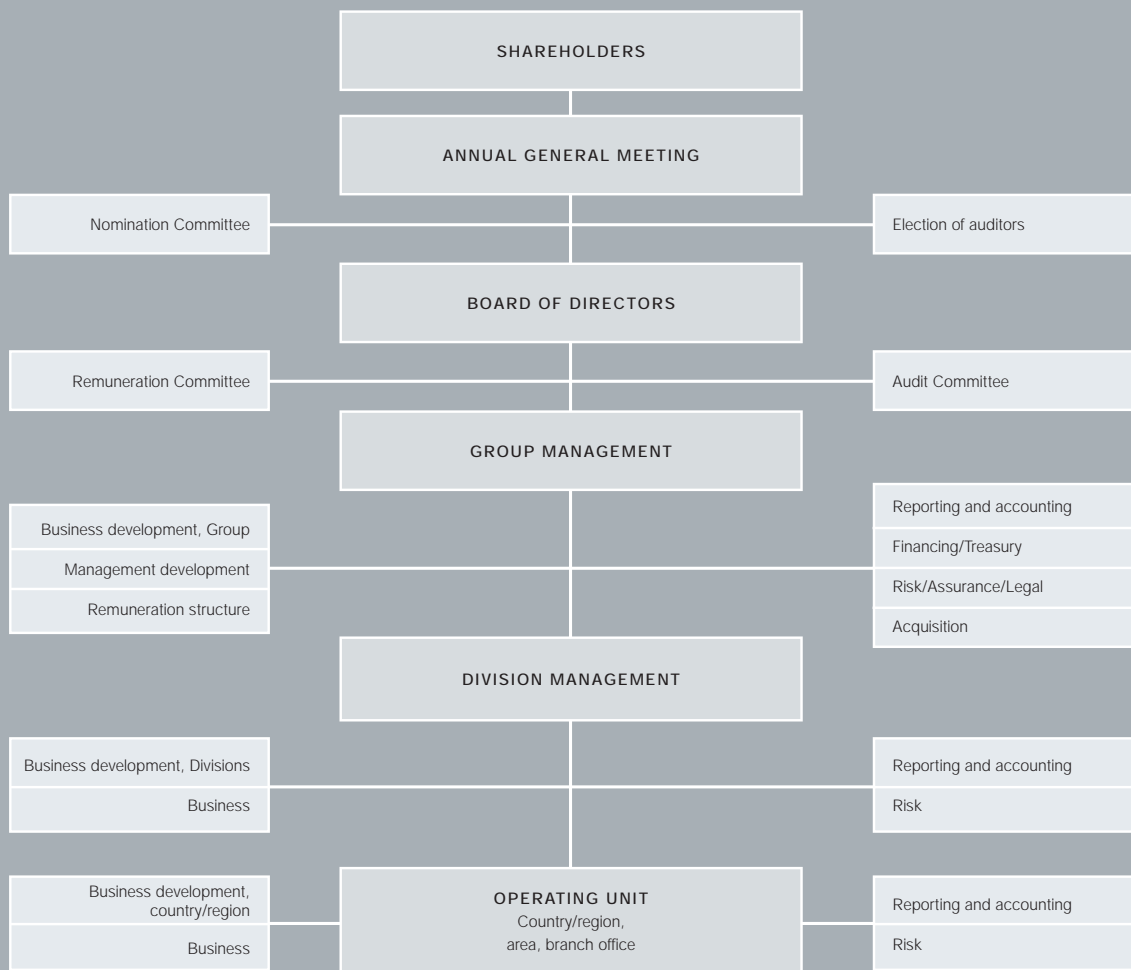 SHAREHOLDERS
ANNUAL GENERAL MEETING
Nomination Committee
Election of auditors
BOARD OF DIRECTORS
Remuneration Committee
Audit Committee
GROUP MANAGEMENT
Business development, Group
Management development
Remuneration structure
Reporting and accounting
Financing/Treasury
Risk/Assurance/Legal
Acquisition
DIVISION MANAGEMENT
Business development, Divisions
Business
Reporting and accounting
Risk
Business development,
country/region
Business
OPERATING UNIT
Country/region,
area, branch office
Reporting and accounting
Risk